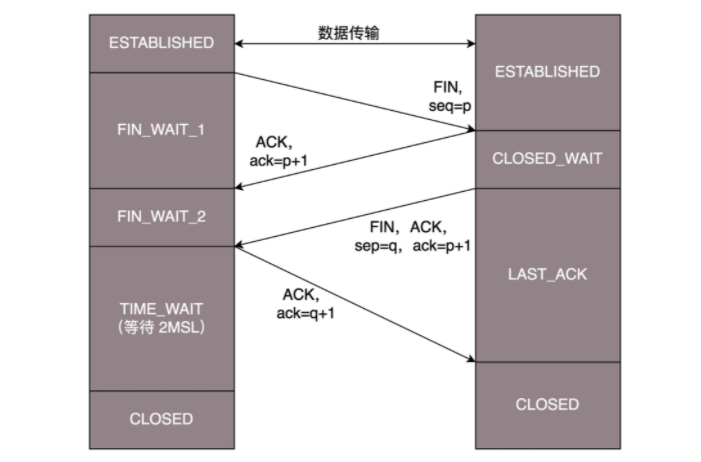 ESTABLISHED
数据传输
ESTABLISHED
FIN,
seq=p
FIN_WAIT_1
ACK,
ack=p+1
CLOSED_WAIT
FIN_WAIT_2
FIN, ACK,
sep=q, ack=p+1
LAST_ACK
TIME_WAIT
(等待 2MSL)
ACK,
ack=q+1
CLOSED
CLOSED